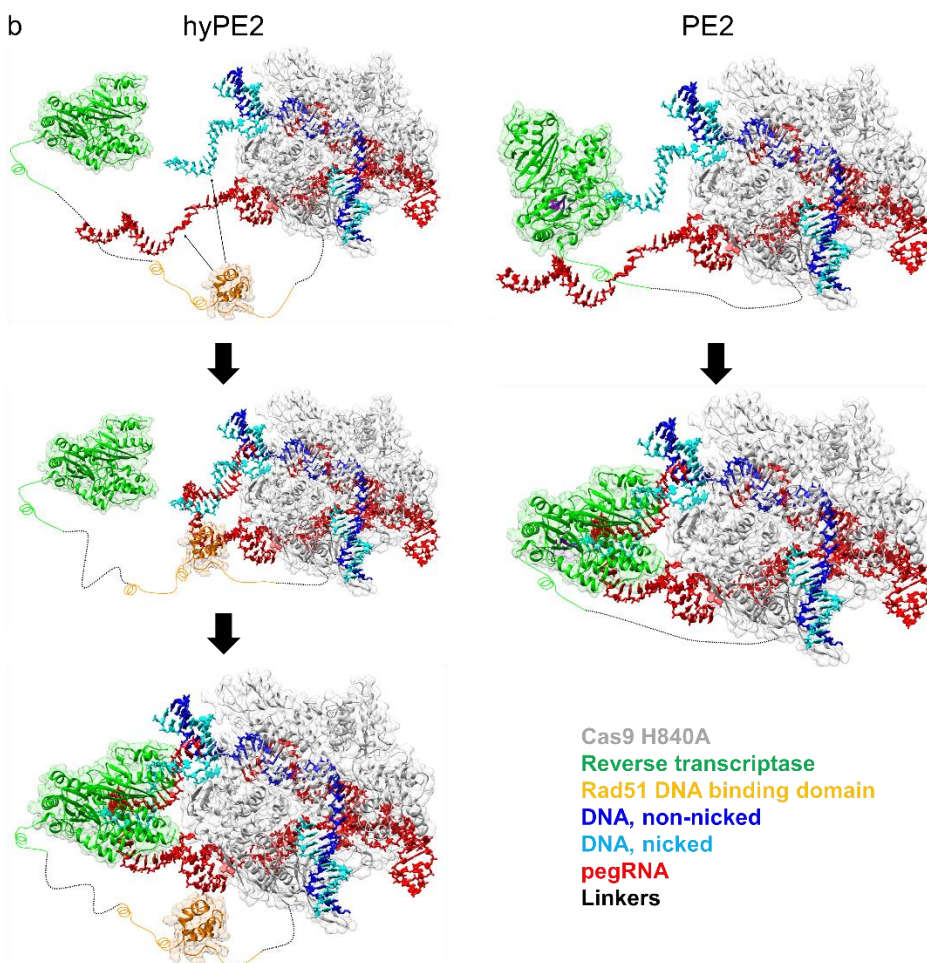 b
hyPE2
PE2
Cas9 H840A
Reverse transcriptase
Rad51 DNA binding domain
DNA, non-nicked
DNA, nicked
pegRNA
Linkers